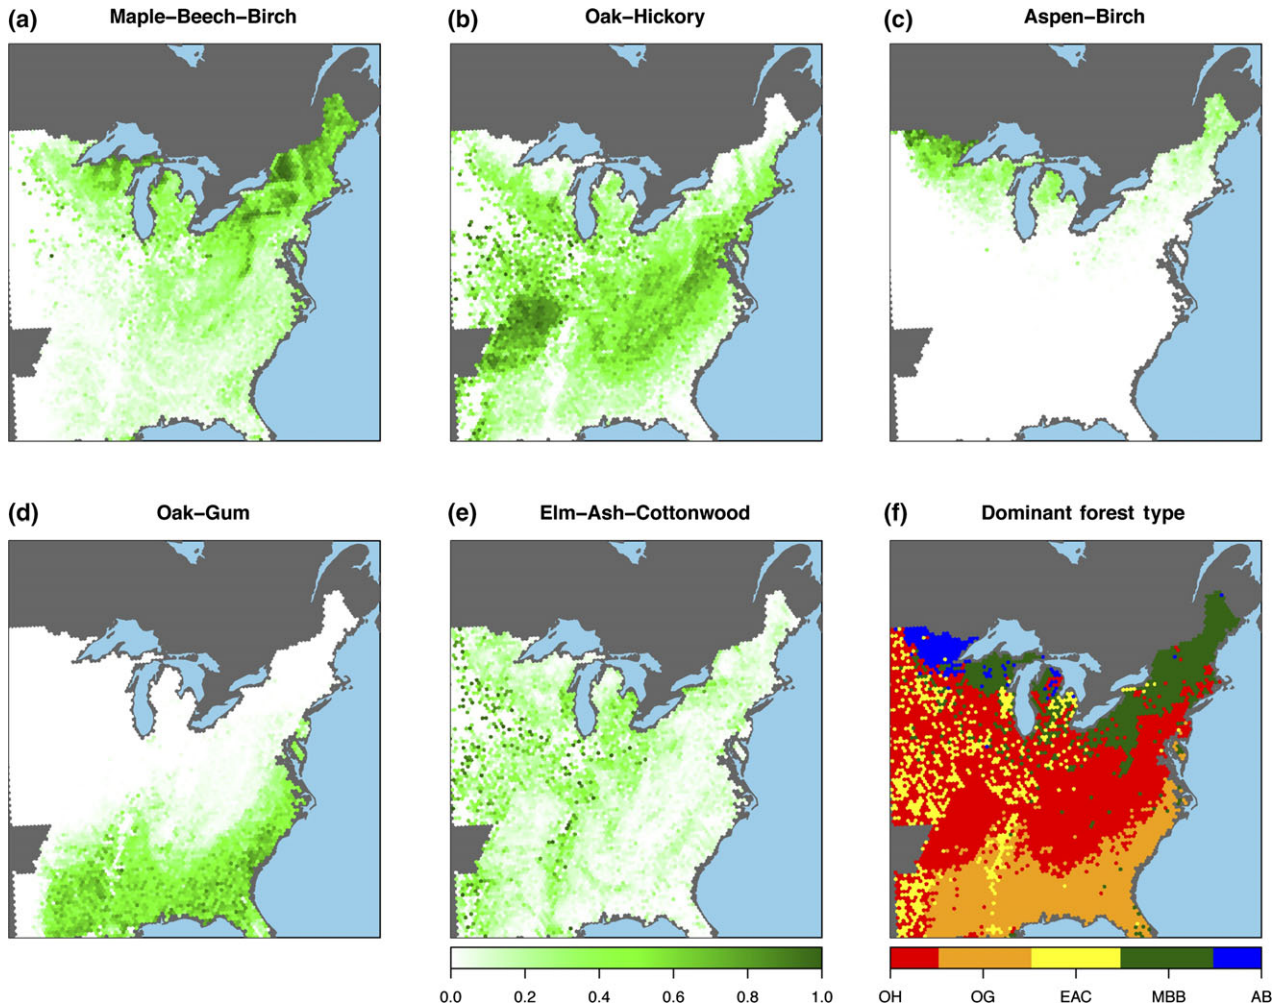 (a) Maple–Beech–Birch
(b) Oak–Hickory
(c) Aspen–Birch
(d) Oak–Gum
(e) Elm–Ash–Cottonwood
(f) Dominant forest type
0.0 0.2 0.4 0.6 0.8 1.0
OH OG EAC MBB AB